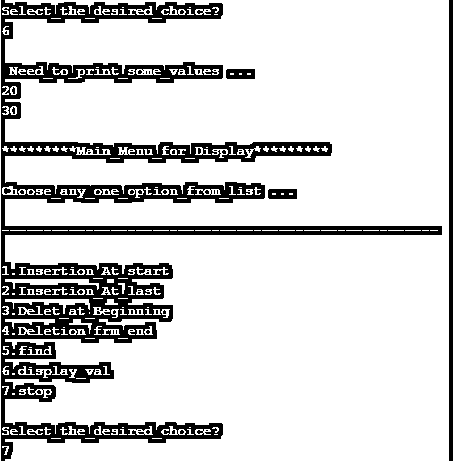 Select the desired choice?
6
Need to print some values ...
20
30
*********Main Menu for Display*********
Choose any one option from list ...
----------------------------------------------
1.Insertion At start
2.Insertion At last
3.Delet at Beginning
4.Deletion frm end
5.find
6.display_val
7.stop
Select the desired choice?
7